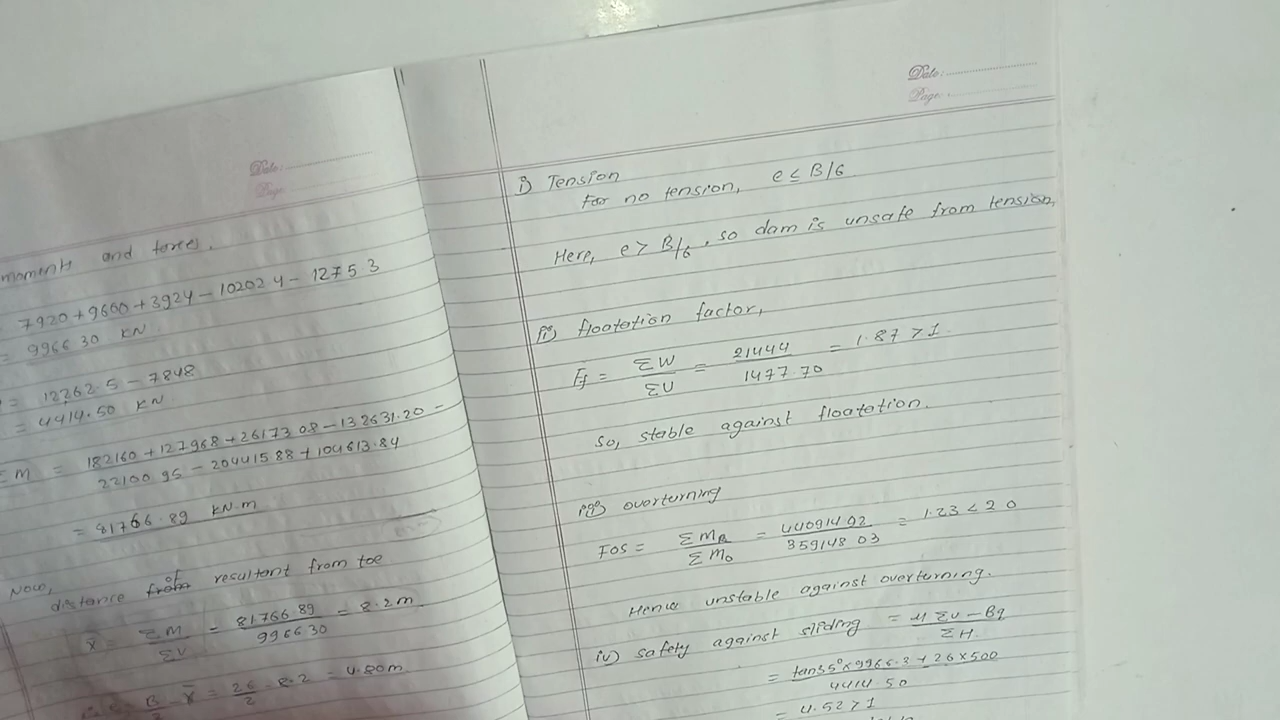 Date:
Page:
moments and forces.
7920 + 9660 + 3924 - 10202 4 - 1275 3
= 9966 30 KN
= 12262.5 - 7848
= 4414.50 KN
M = 182160 + 127968 + 26173 08 - 132631.20 -
22100 95 - 204415 88 + 104613.84
= 81766.89 KN.m
Now,
distance of resultant from toe
x̄ = ΣM / ΣV = 81766 89 / 9966 30 = 8.2m
B/2 - x̄ = 26/2 - 8.2 = 4.80m
Date:
Page:
i) Tension
for no tension, e ≤ B/6
Here, e > B/6, so dam is unsafe from tension,
ii) floatation factor,
Ff = ΣW / ΣU = 21444 / 1477 70 = 1.87 > 1
so, stable against floatation.
iii) overturning
FOS = ΣMR / ΣMo = 440914 92 / 359148 03 = 1.23 < 2 0
Hence unstable against overturning.
iv) safety against sliding = μ ΣV - Bq / ΣH
= tan35° × 9966.3 + 26 × 500 / 4414.50
= 4.52 > 1